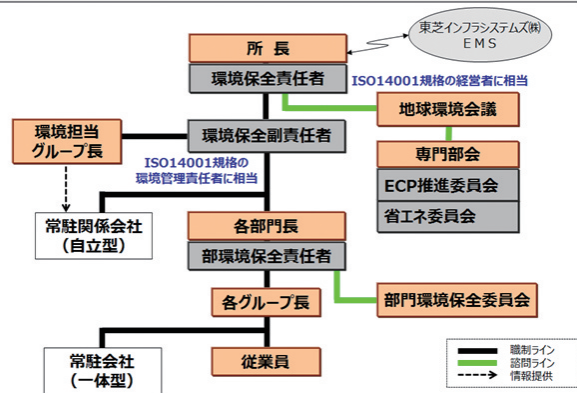 東芝インフラシステムズ㈱
ＥＭＳ
所 長
環境保全責任者
ISO14001規格の経営者に相当
地球環境会議
環境担当
グループ長
環境保全副責任者
専門部会
ECP推進委員会
省エネ委員会
ISO14001規格の
環境管理責任者に相当
常駐関係会社
（自立型）
各部門長
部環境保全責任者
各グループ長
部門環境保全委員会
常駐会社
（一体型）
従業員
職制ライン
諮問ライン
情報提供